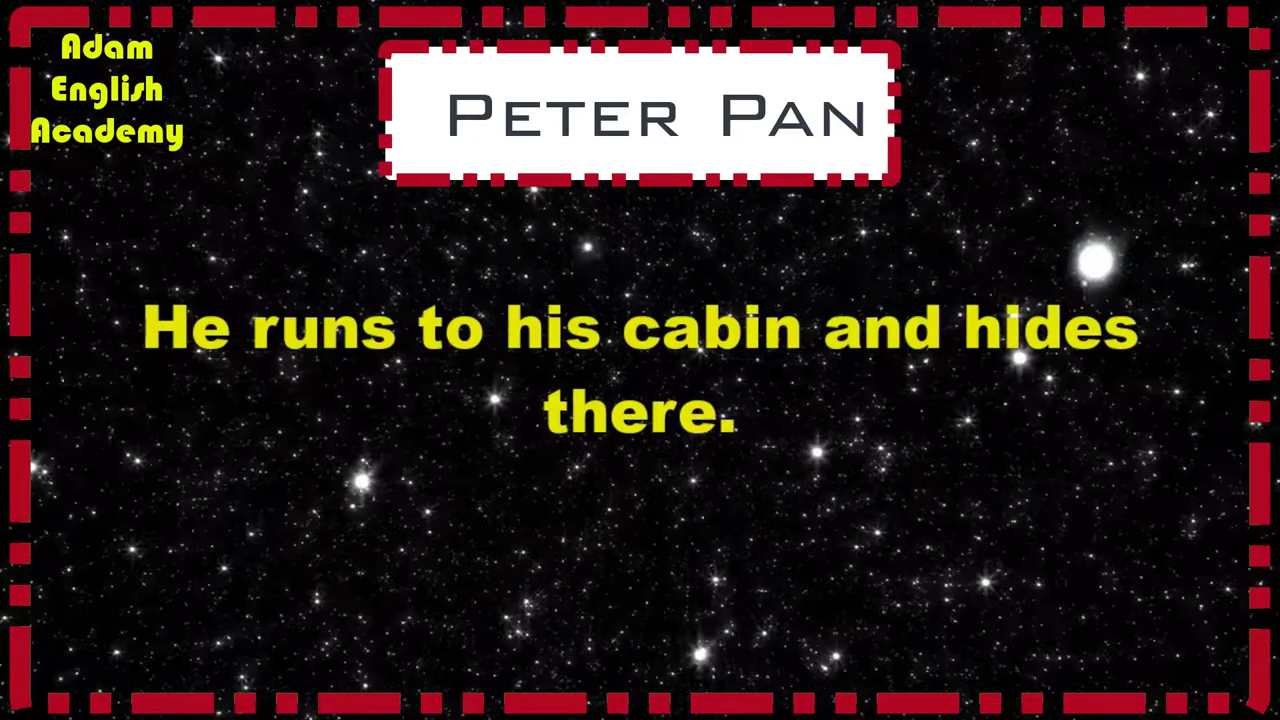 Adam
English
Academy
PETER PAN
He runs to his cabin and hides
there.